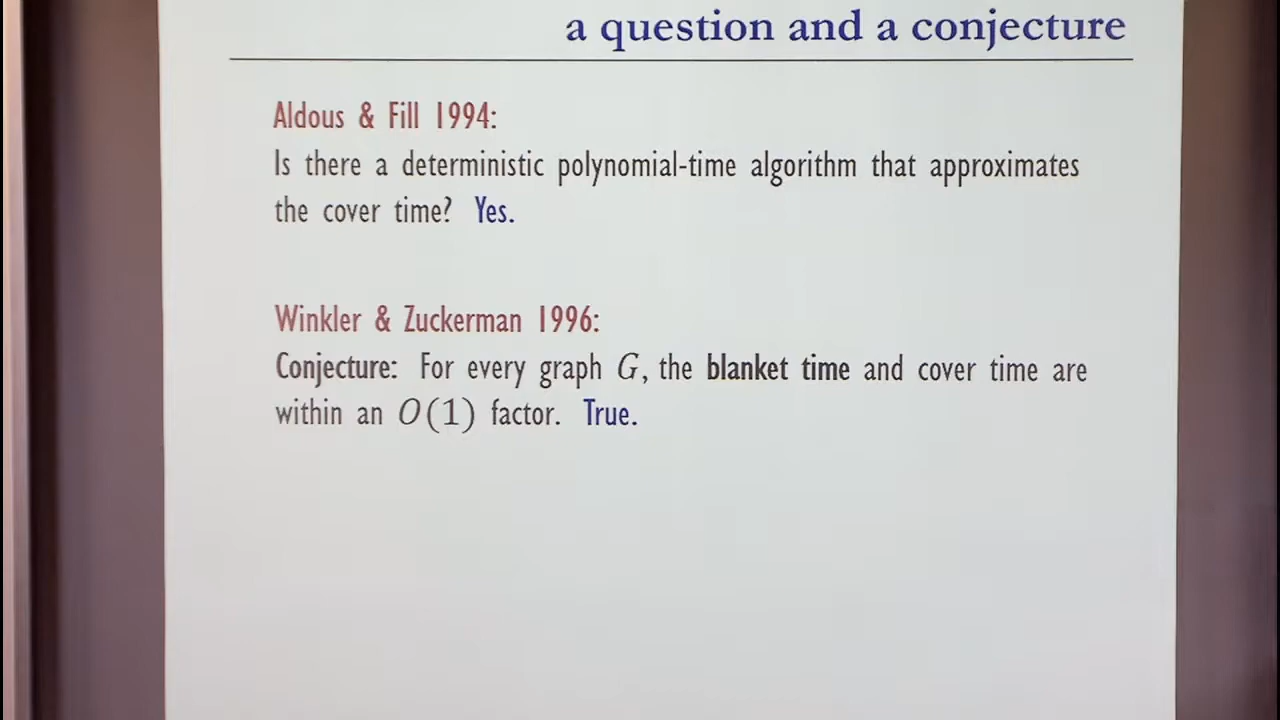 a question and a conjecture
Aldous & Fill 1994:
Is there a deterministic polynomial-time algorithm that approximates
the cover time? Yes.
Winkler & Zuckerman 1996:
Conjecture: For every graph G, the blanket time and cover time are
within an O(1) factor. True.